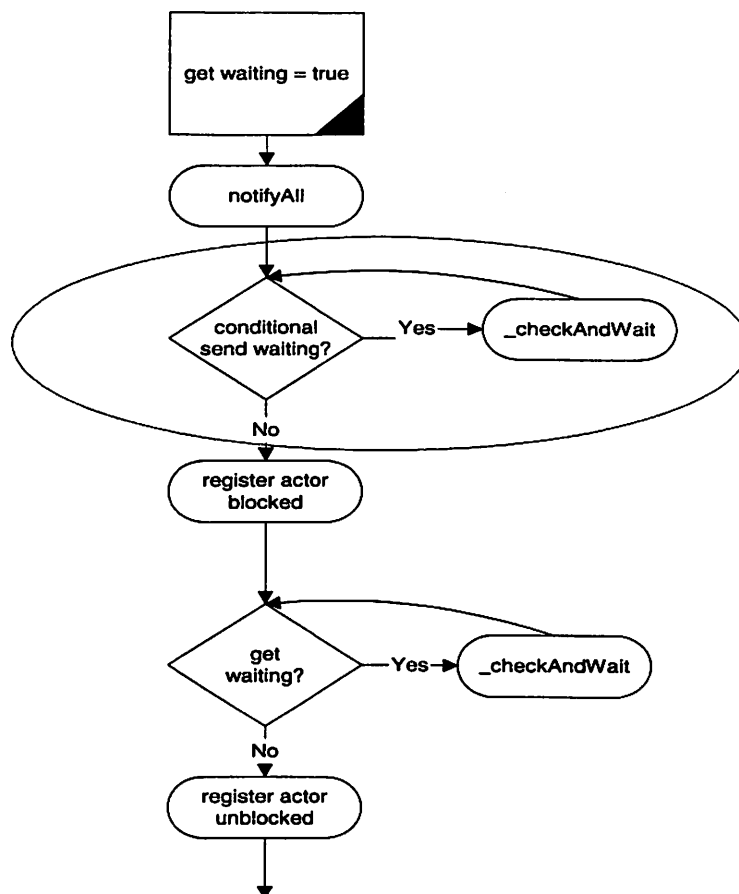 get waiting = true
notifyAll
conditional
send waiting?
Yes
_checkAndWait
No
register actor
blocked
get
waiting?
Yes
_checkAndWait
No
register actor
unblocked